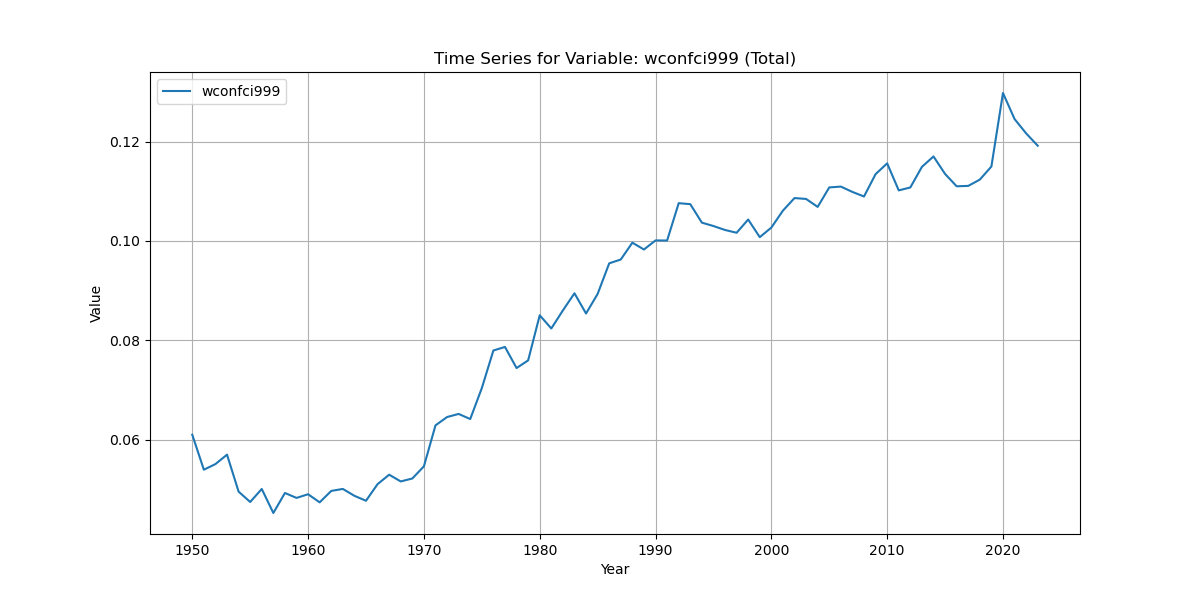 Time Series for Variable: wconfci999 (Total)
wconfci999
Value
0.12
0.10
0.08
0.06
1950 1960 1970 1980 1990 2000 2010 2020
Year